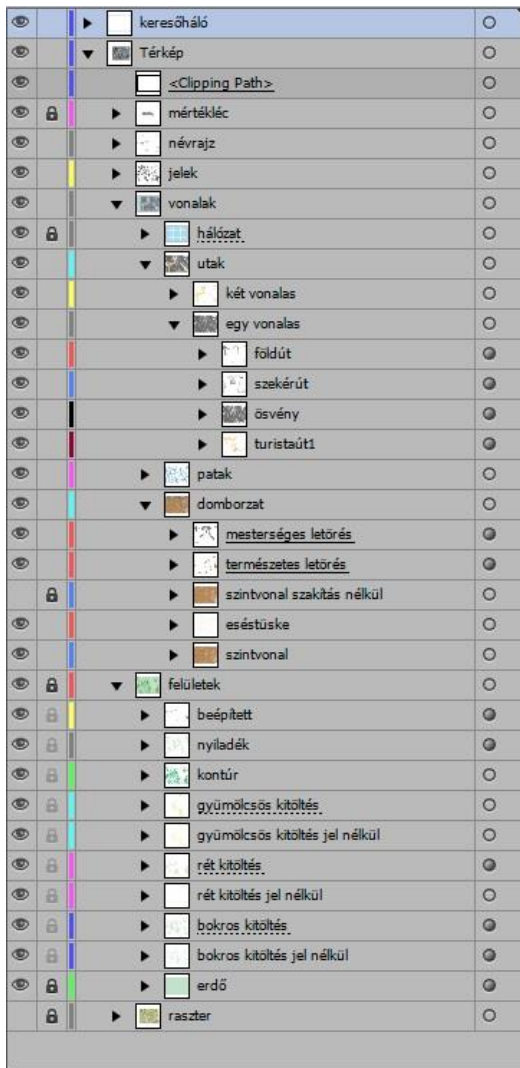 keresőháló
Térkép
<Clipping Path>
mértékléc
névrajz
jelek
vonalak
hálózat
utak
két vonalas
egy vonalas
földút
szekérút
ösvény
turistaút1
patak
domborzat
mesterséges letörés
természetes letörés
szintvonal szakítás nélkül
eséstüske
szintvonal
felületek
beépített
nyiladék
kontúr
gyümölcsös kitöltés
gyümölcsös kitöltés jel nélkül
rét kitöltés
rét kitöltés jel nélkül
bokros kitöltés
bokros kitöltés jel nélkül
erdő
raszter